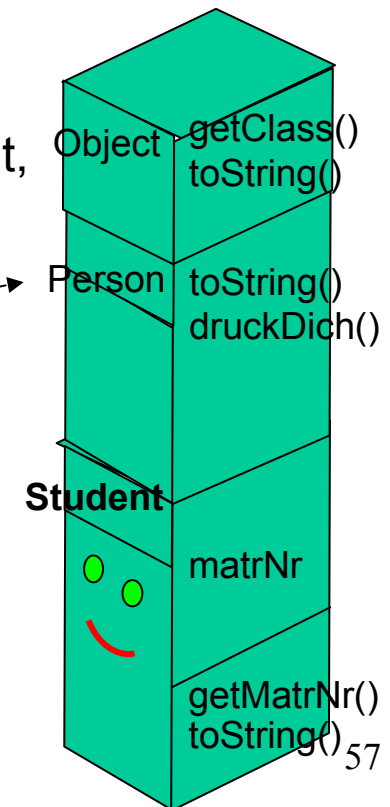 t,
Object
getClass()
toString()
Person
toString()
druckDich()
Student
matrNr
getMatrNr()
toString()
57